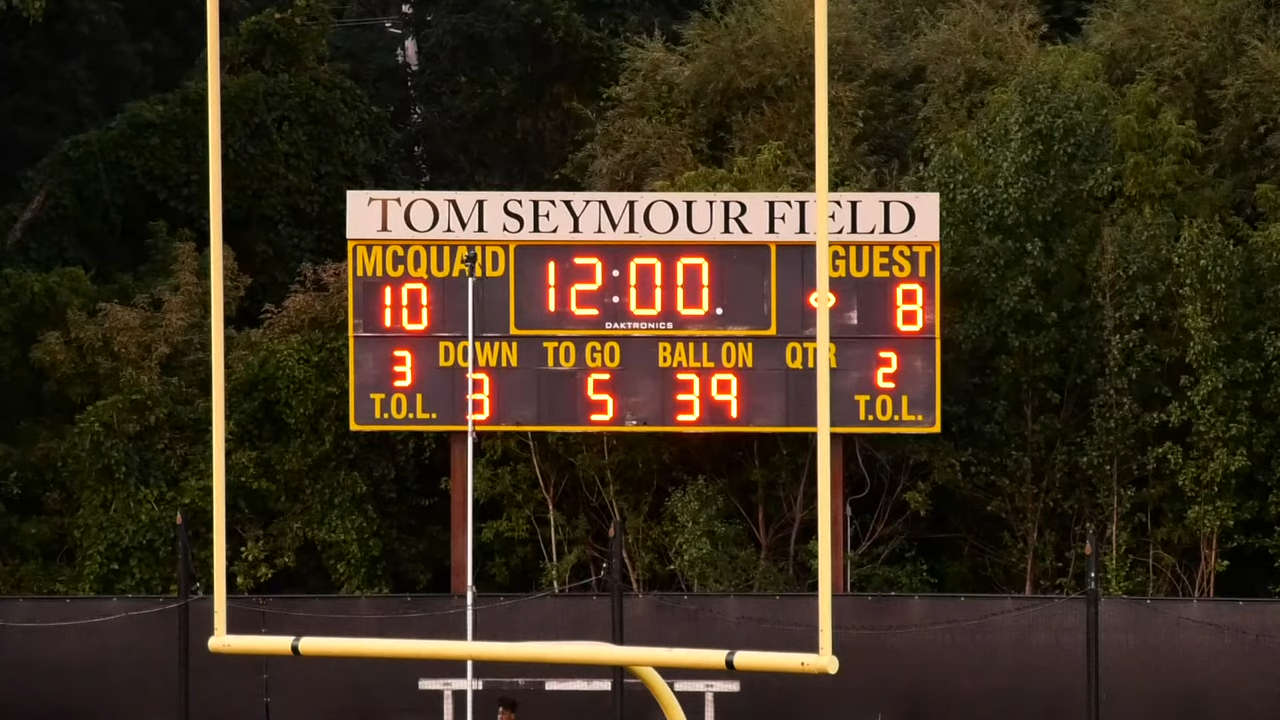 TOM SEYMOUR FIELD
MCQUAID 12:00. GUEST
10 8
DAKTRONICS
DOWN TO GO BALL ON QTR
3 2
3 5 39
T.O.L. T.O.L.